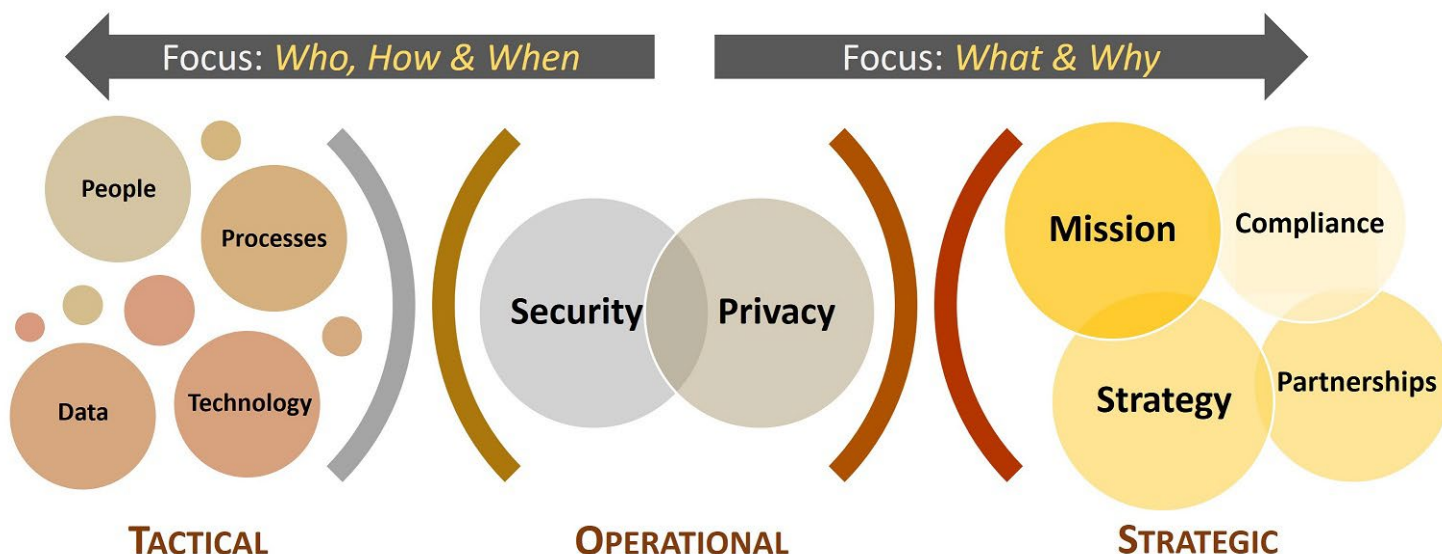 Focus: Who, How & When
Focus: What & Why
People
Processes
Data
Technology
Security
Privacy
Mission
Compliance
Strategy
Partnerships
TACTICAL
OPERATIONAL
STRATEGIC